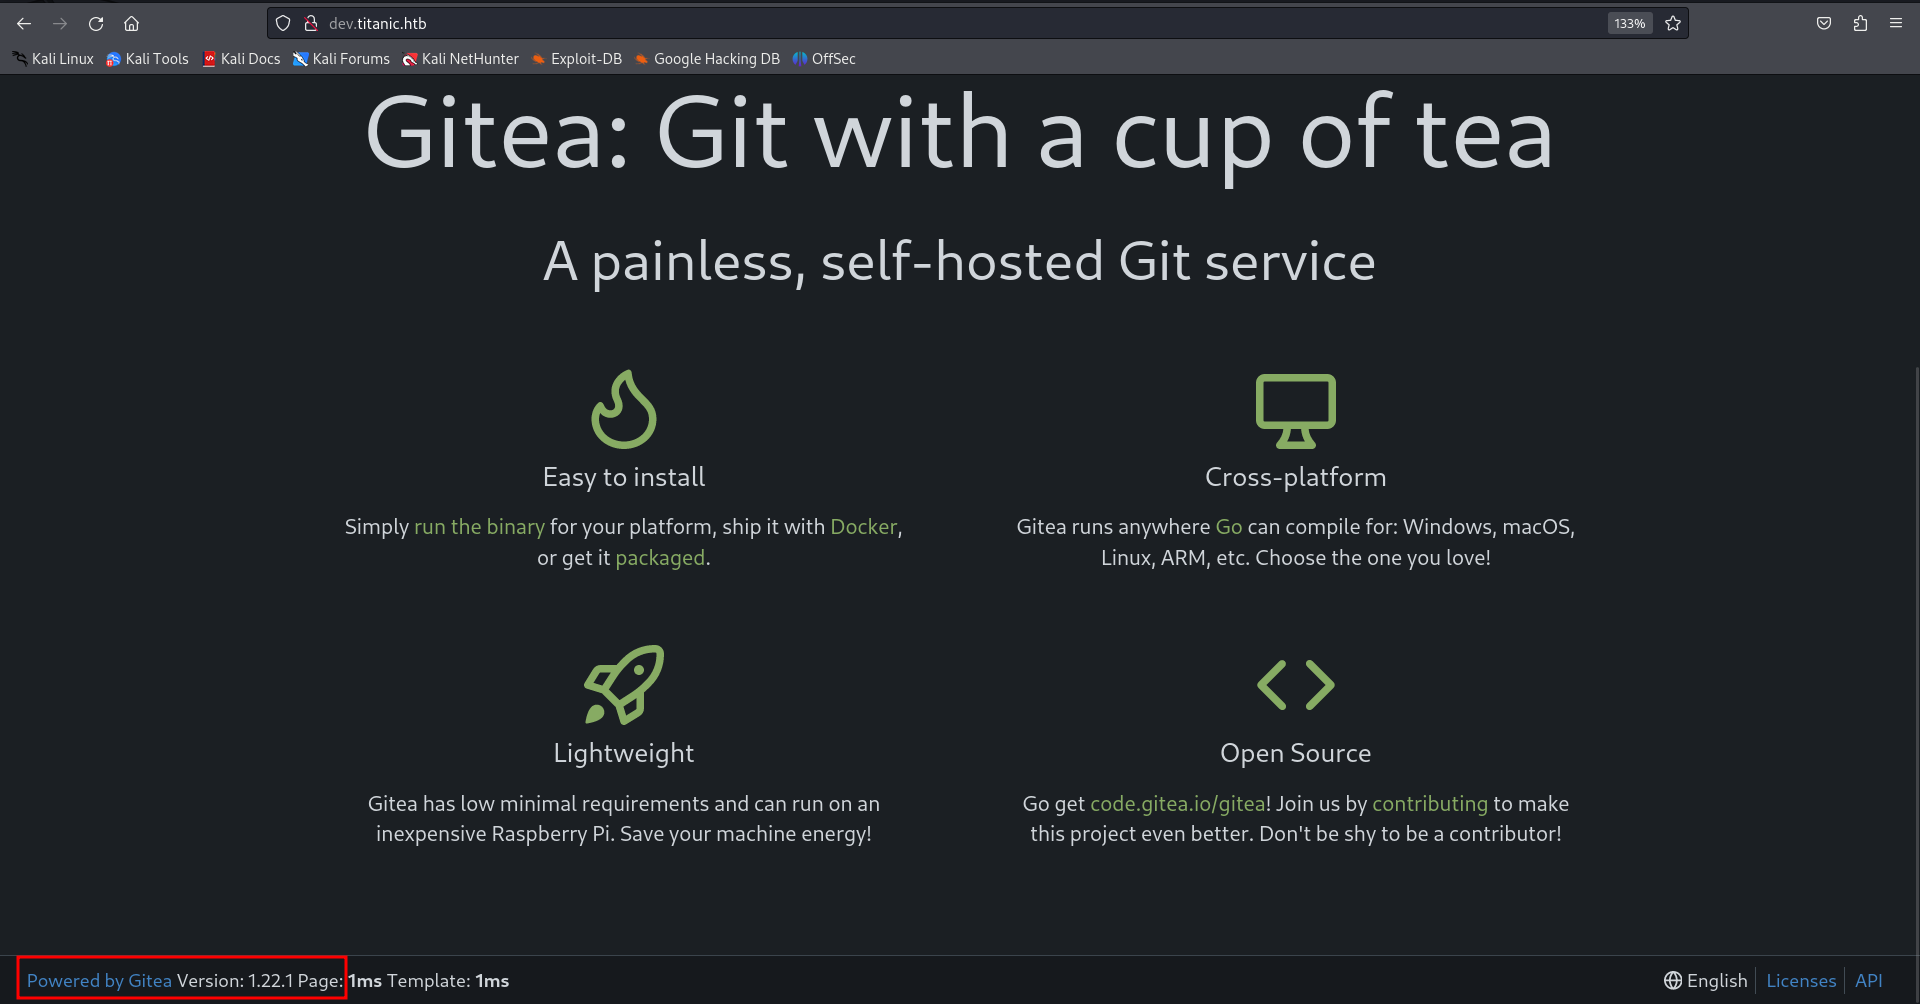 dev.titanic.htb
133%
Kali Linux Kali Tools Kali Docs Kali Forums Kali NetHunter Exploit-DB Google Hacking DB OffSec
Gitea: Git with a cup of tea
A painless, self-hosted Git service
Easy to install
Simply run the binary for your platform, ship it with Docker,
or get it packaged.
Cross-platform
Gitea runs anywhere Go can compile for: Windows, macOS,
Linux, ARM, etc. Choose the one you love!
Lightweight
Gitea has low minimal requirements and can run on an
inexpensive Raspberry Pi. Save your machine energy!
Open Source
Go get code.gitea.io/gitea! Join us by contributing to make
this project even better. Don't be shy to be a contributor!
Powered by Gitea Version: 1.22.1 Page: 1ms Template: 1ms
English Licenses API